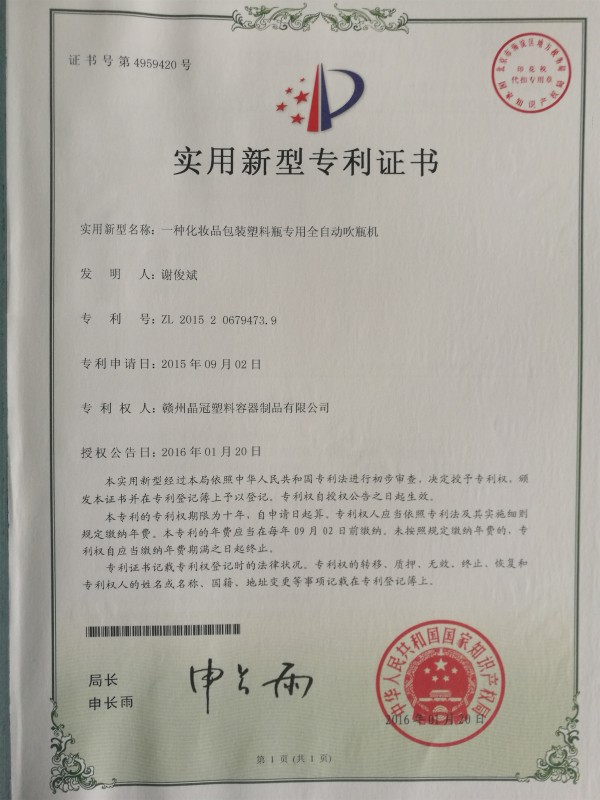 证书号第4959420号
印花税
代扣专用章
国家知识产权局
实用新型专利证书
实用新型名称：一种化妆品包装塑料瓶专用全自动吹瓶机
发明人：谢俊斌
专利号：ZL 2015 2 0679473.9
专利申请日：2015年09月02日
专利权人：赣州晶冠塑料容器制品有限公司
授权公告日：2016年01月20日
本实用新型经过本局依照中华人民共和国专利法进行初步审查，决定授予专利权，颁
发本证书并在专利登记簿上予以登记。专利权自授权公告之日起生效。
本专利的专利权期限为十年，自申请日起算。专利权人应当依照专利法及其实施细则
规定缴纳年费。本专利的年费应当在每年09月02日前缴纳。未按照规定缴纳年费的，专
利权自应当缴纳年费期满之日起终止。
专利证书记载专利权登记时的法律状况。专利权的转移、质押、无效、终止、恢复和
专利权人的姓名或名称、国籍、地址变更等事项记载在专利登记簿上。
局长
申长雨
申长雨
中华人民共和国国家知识产权局
2016年01月20日
第1页(共1页)